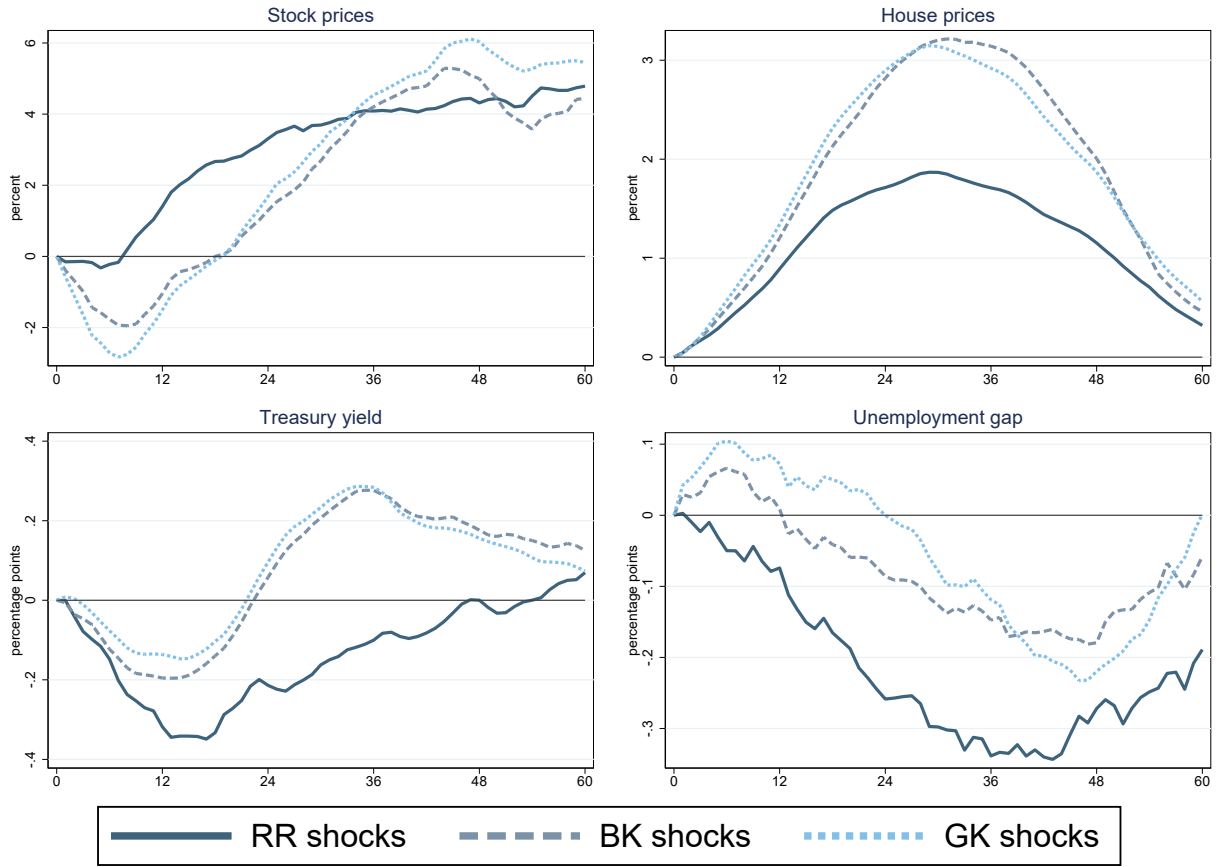 Stock prices
percent
6
4
2
0
-2
0 12 24 36 48 60
House prices
percent
3
2
1
0
0 12 24 36 48 60
Treasury yield
percentage points
.4
.2
0
-.2
-.4
0 12 24 36 48 60
Unemployment gap
percentage points
.1
0
-.1
-.2
-.3
0 12 24 36 48 60
RR shocks BK shocks GK shocks